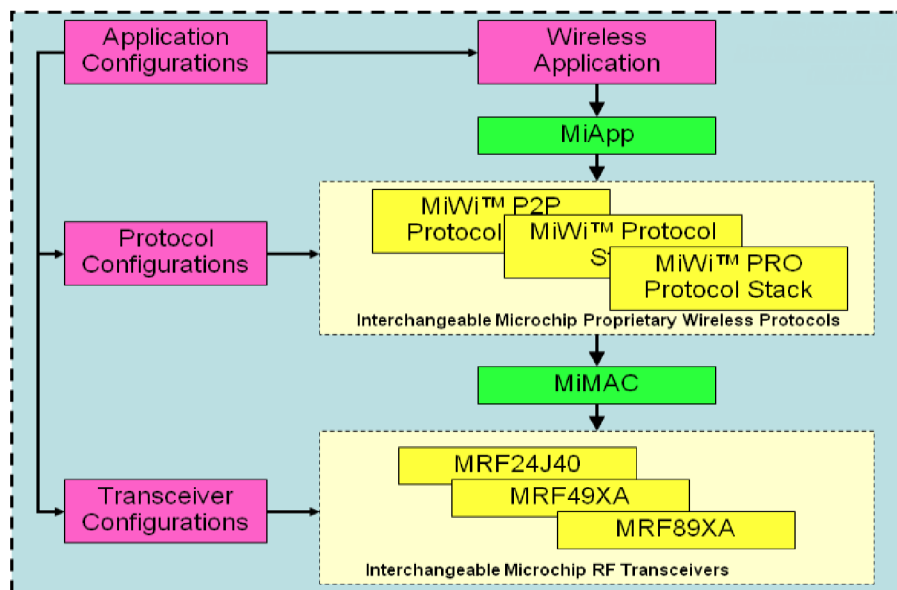 Application
Configurations
Wireless
Application
MiApp
MiWi™ P2P
Protocol
MiWi™ Protocol
MiWi™ PRO
Protocol Stack
Interchangeable Microchip Proprietary Wireless Protocols
Protocol
Configurations
MiMAC
MRF24J40
MRF49XA
MRF89XA
Interchangeable Microchip RF Transceivers
Transceiver
Configurations